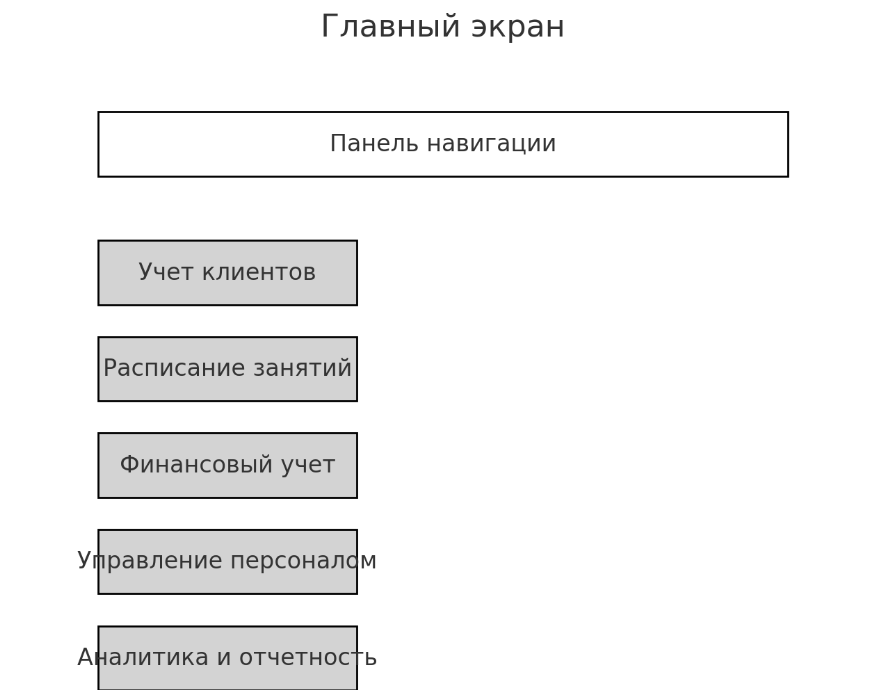 Главный экран
Панель навигации
Учет клиентов
Расписание занятий
Финансовый учет
Управление персоналом
Аналитика и отчетность